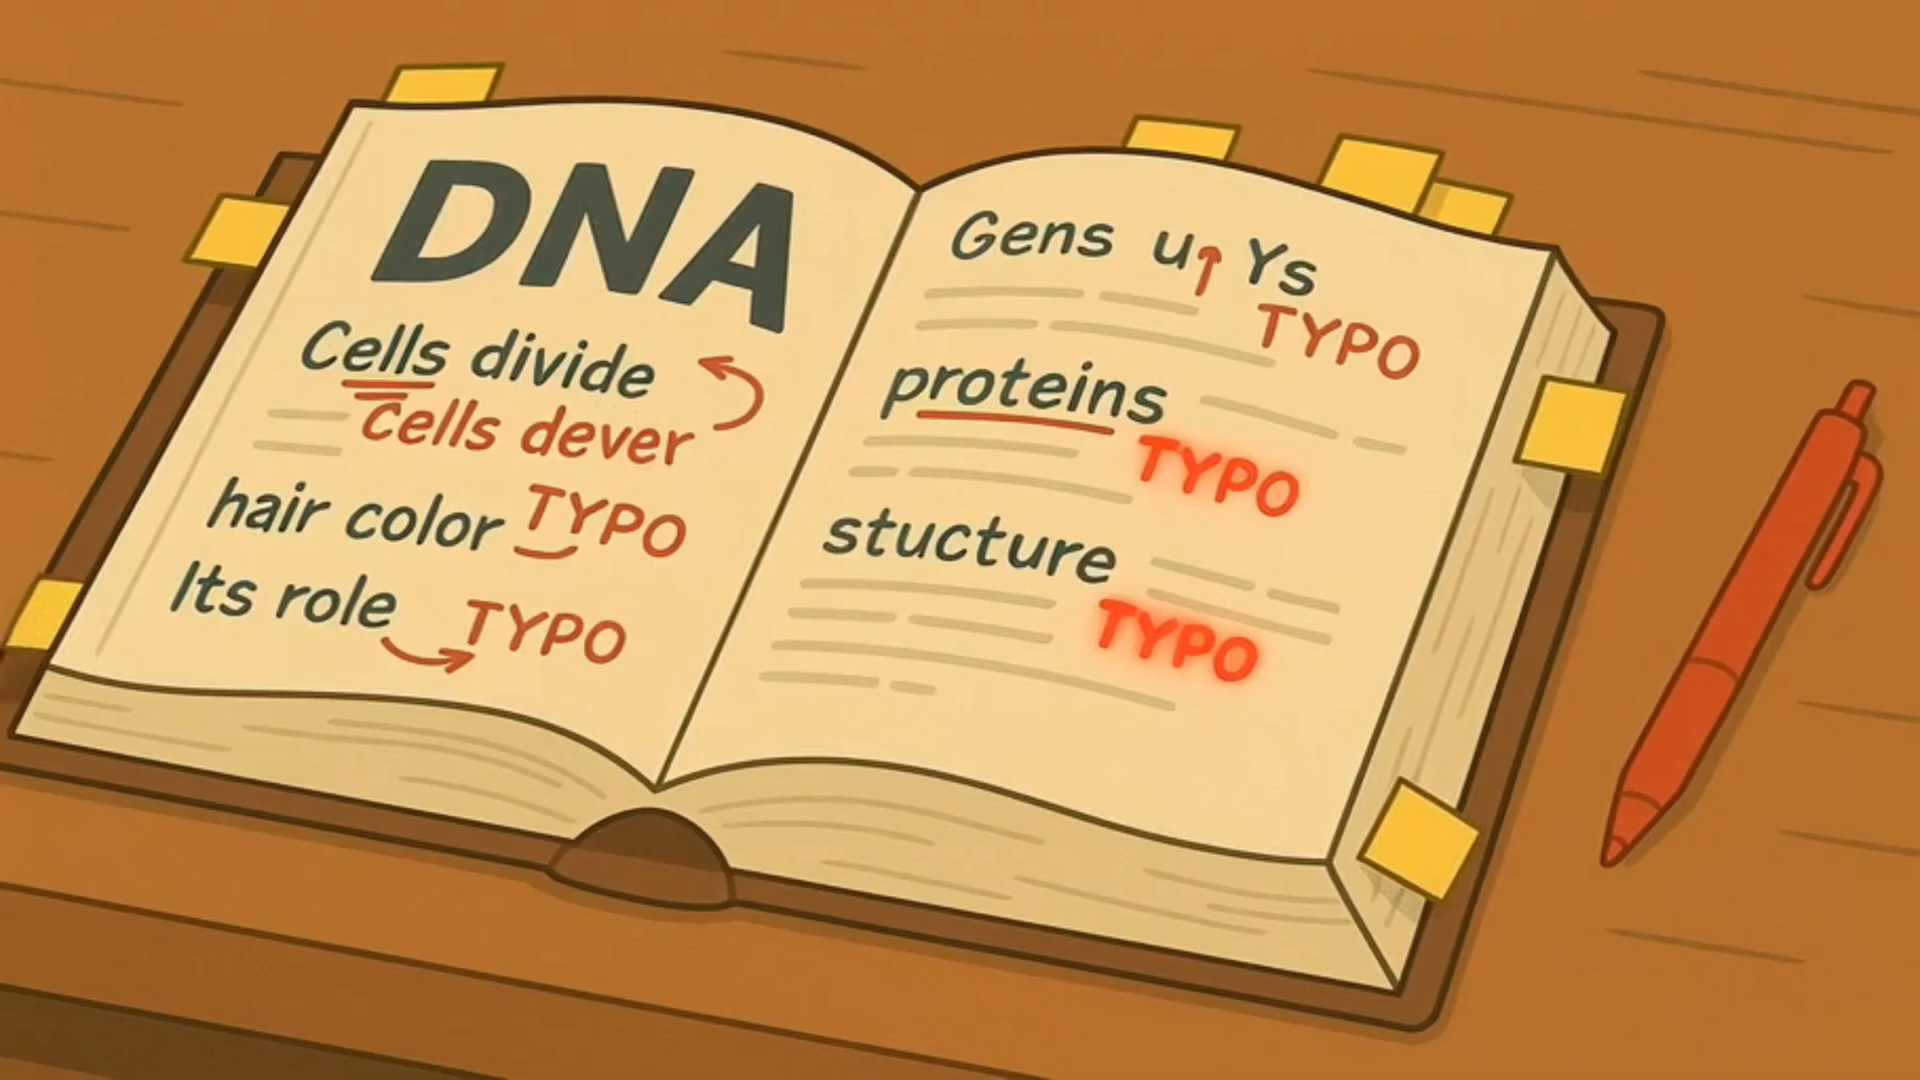 DNA
Cells divide
Cells dever
hair color TYPO
Its role TYPO
Gens u Ys
TYPO
proteins
TYPO
stucture
TYPO